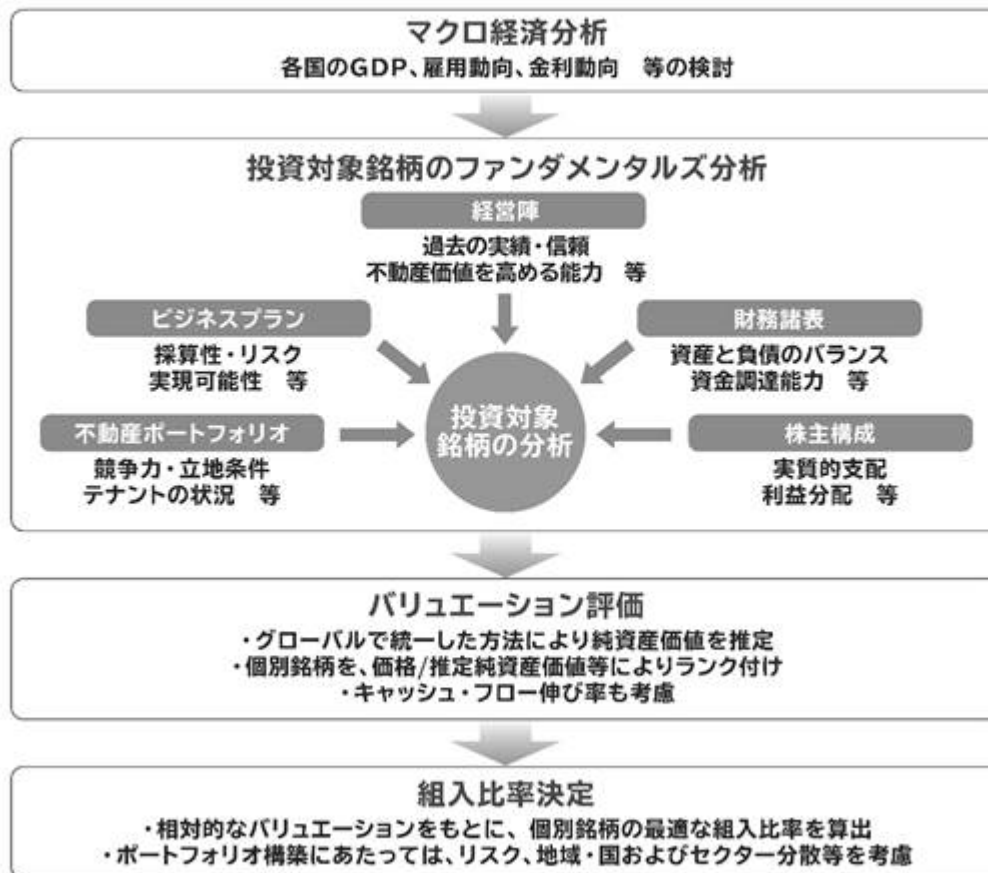 マクロ経済分析
各国のGDP、雇用動向、金利動向　等の検討
投資対象銘柄のファンダメンタルズ分析
経営陣
過去の実績・信頼
不動産価値を高める能力　等
ビジネスプラン
採算性・リスク
実現可能性　等
財務諸表
資産と負債のバランス
資金調達能力　等
不動産ポートフォリオ
競争力・立地条件
テナントの状況　等
投資対象
銘柄の分析
株主構成
実質的支配
利益分配　等
バリュエーション評価
・グローバルで統一した方法により純資産価値を推定
・個別銘柄を、価格/推定純資産価値等によりランク付け
・キャッシュ・フロー伸び率も考慮
組入比率決定
・相対的なバリュエーションをもとに、個別銘柄の最適な組入比率を算出
・ポートフォリオ構築にあたっては、リスク、地域・国およびセクター分散等を考慮